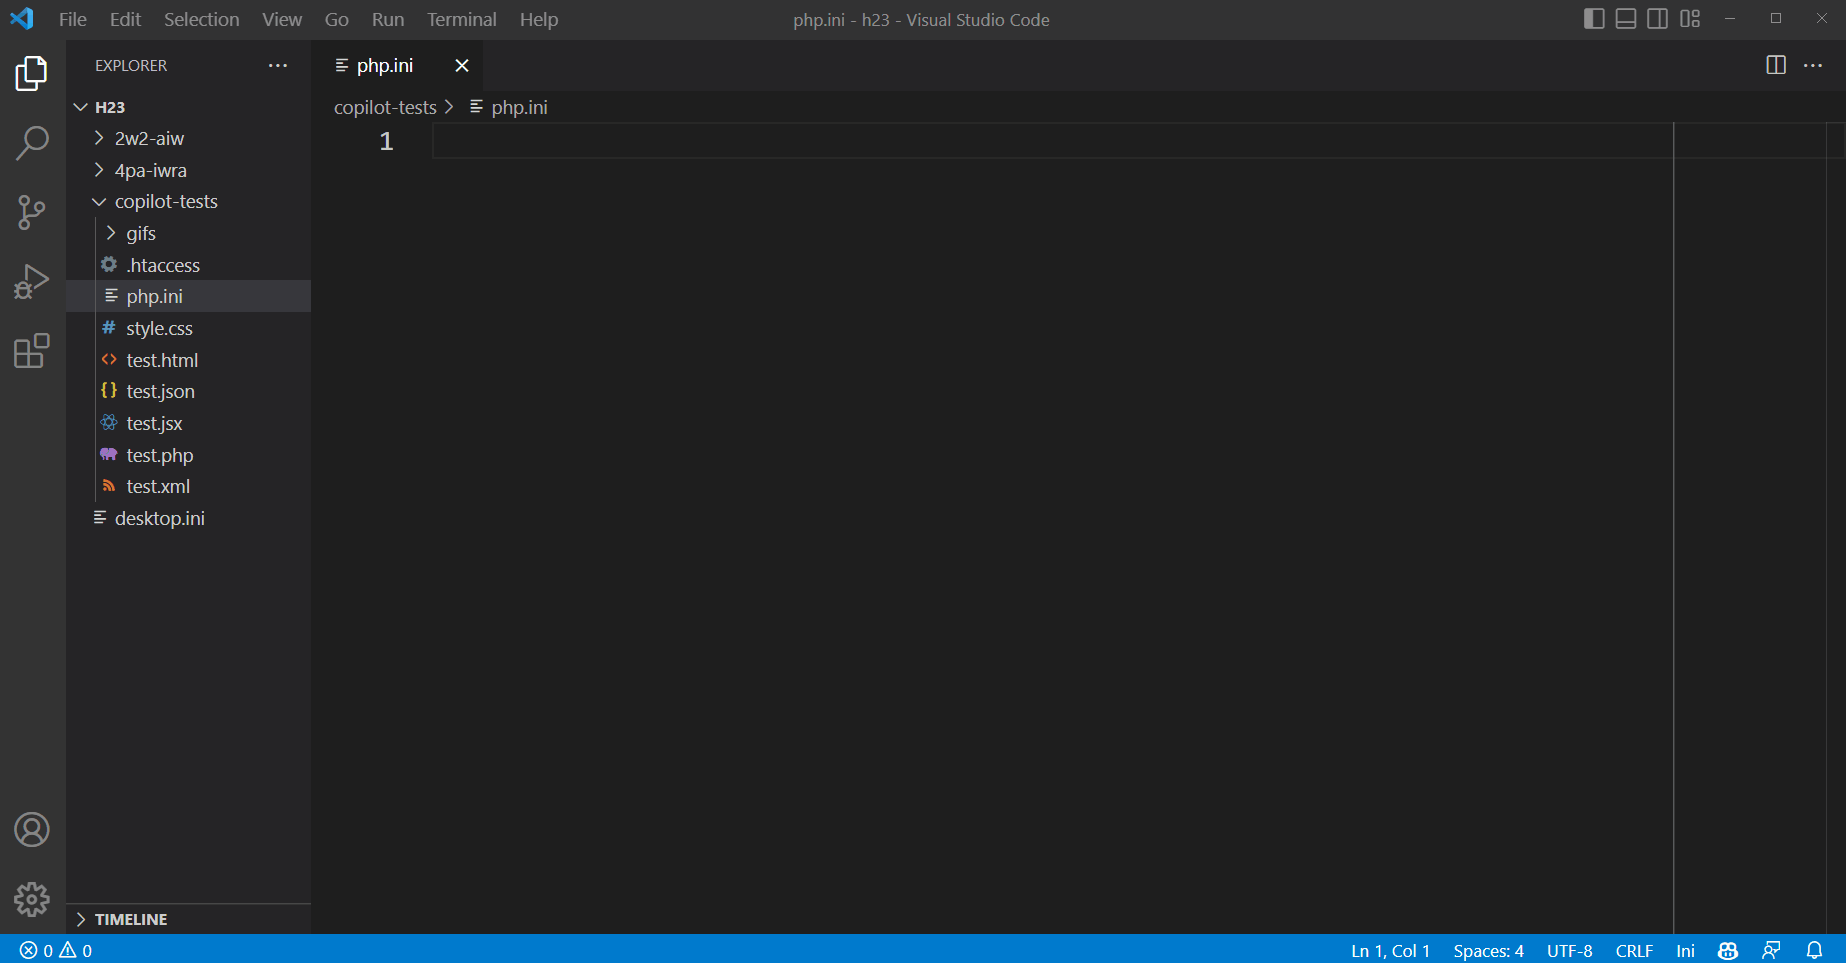 File Edit Selection View Go Run Terminal Help
php.ini - h23 - Visual Studio Code
EXPLORER
H23
2w2-aiw
4pa-iwra
copilot-tests
gifs
.htaccess
php.ini
style.css
test.html
test.json
test.jsx
test.php
test.xml
desktop.ini
TIMELINE
php.ini
copilot-tests > php.ini
1
0 0
Ln 1, Col 1 Spaces: 4 UTF-8 CRLF Ini